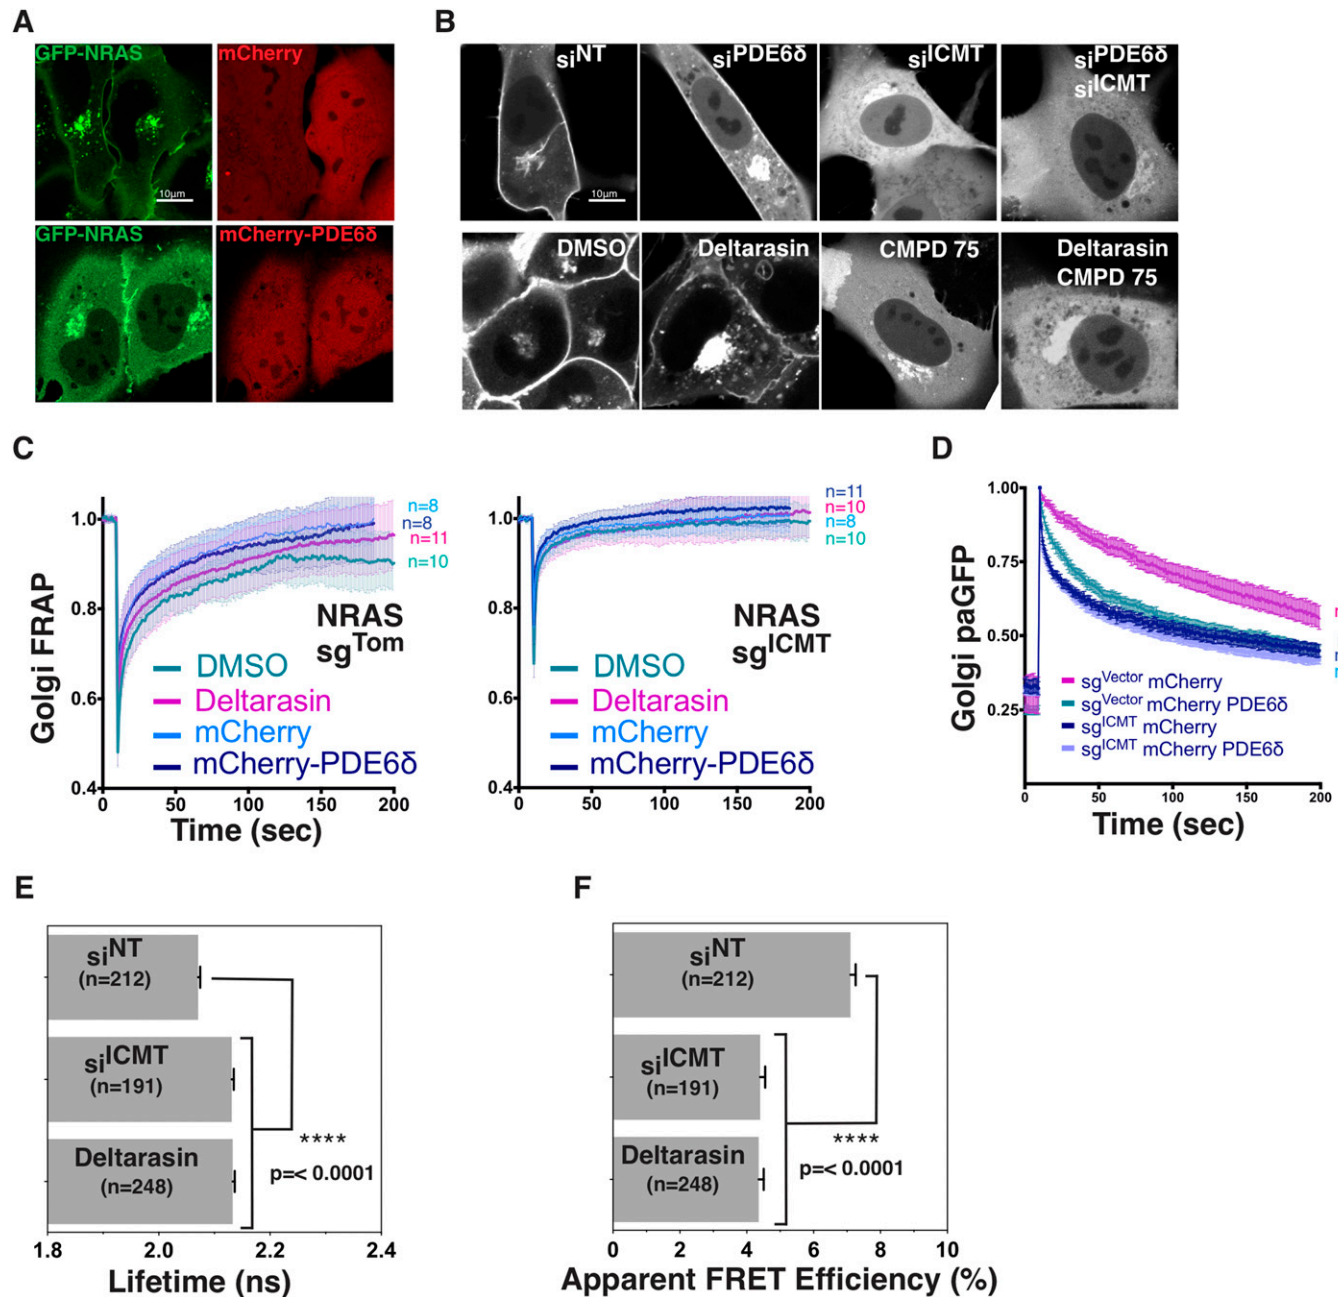 A
GFP-NRAS
mCherry
10μm
GFP-NRAS
mCherry-PDE6δ
B
siNT
10μm
siPDE6δ
siICMT
siPDE6δ
siICMT
DMSO
Deltarasin
CMPD 75
Deltarasin
CMPD 75
C
Golgi FRAP
1.0
0.8
0.6
0.4
0
50
100
150
200
Time (sec)
n=8
n=8
n=11
n=10
NRAS
sgTom
DMSO
Deltarasin
mCherry
mCherry-PDE6δ
1.0
0.8
0.6
0.4
0
50
100
150
200
Time (sec)
n=11
n=10
n=8
n=10
NRAS
sgICMT
DMSO
Deltarasin
mCherry
mCherry-PDE6δ
D
Golgi paGFP
1.00
0.75
0.50
0.25
0
50
100
150
200
Time (sec)
sgVector mCherry
sgVector mCherry PDE6δ
sgICMT mCherry
sgICMT mCherry PDE6δ
E
siNT
(n=212)
siICMT
(n=191)
Deltarasin
(n=248)
****
p=< 0.0001
1.8
2.0
2.2
2.4
Lifetime (ns)
F
siNT
(n=212)
siICMT
(n=191)
Deltarasin
(n=248)
****
p=< 0.0001
0
2
4
6
8
10
Apparent FRET Efficiency (%)